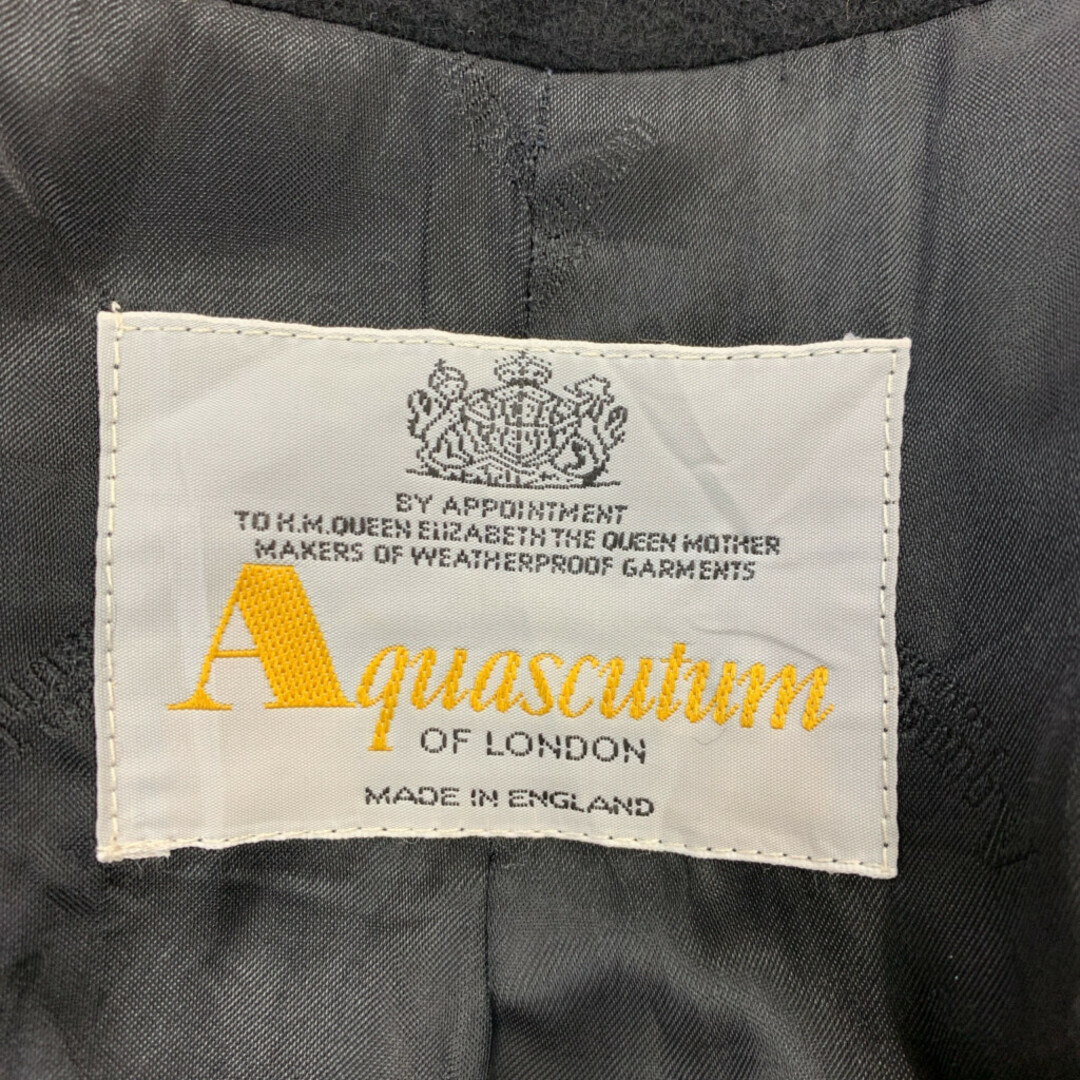 BY APPOINTMENT
TO H.M.QUEEN ELIZABETH THE QUEEN MOTHER
MAKERS OF WEATHERPROOF GARMENTS
Aquascutum
OF LONDON
MADE IN ENGLAND